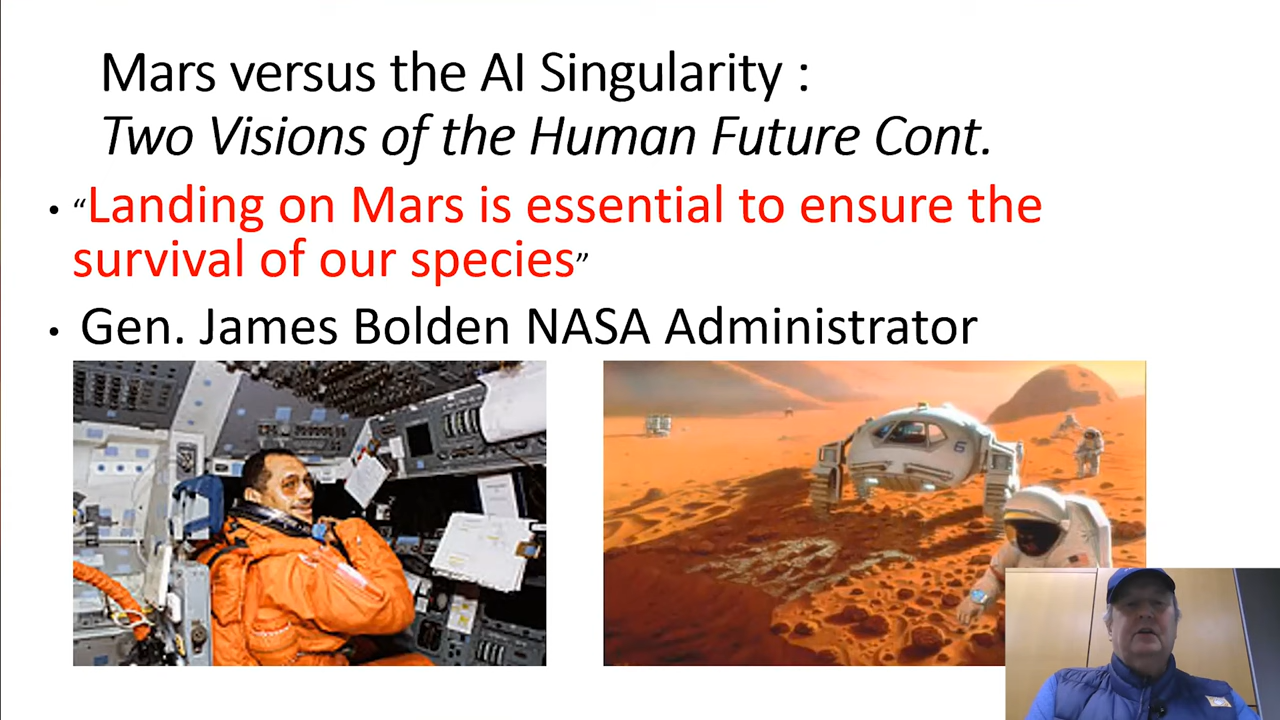 Mars versus the AI Singularity :
Two Visions of the Human Future Cont.
• “Landing on Mars is essential to ensure the
survival of our species”
• Gen. James Bolden NASA Administrator
6